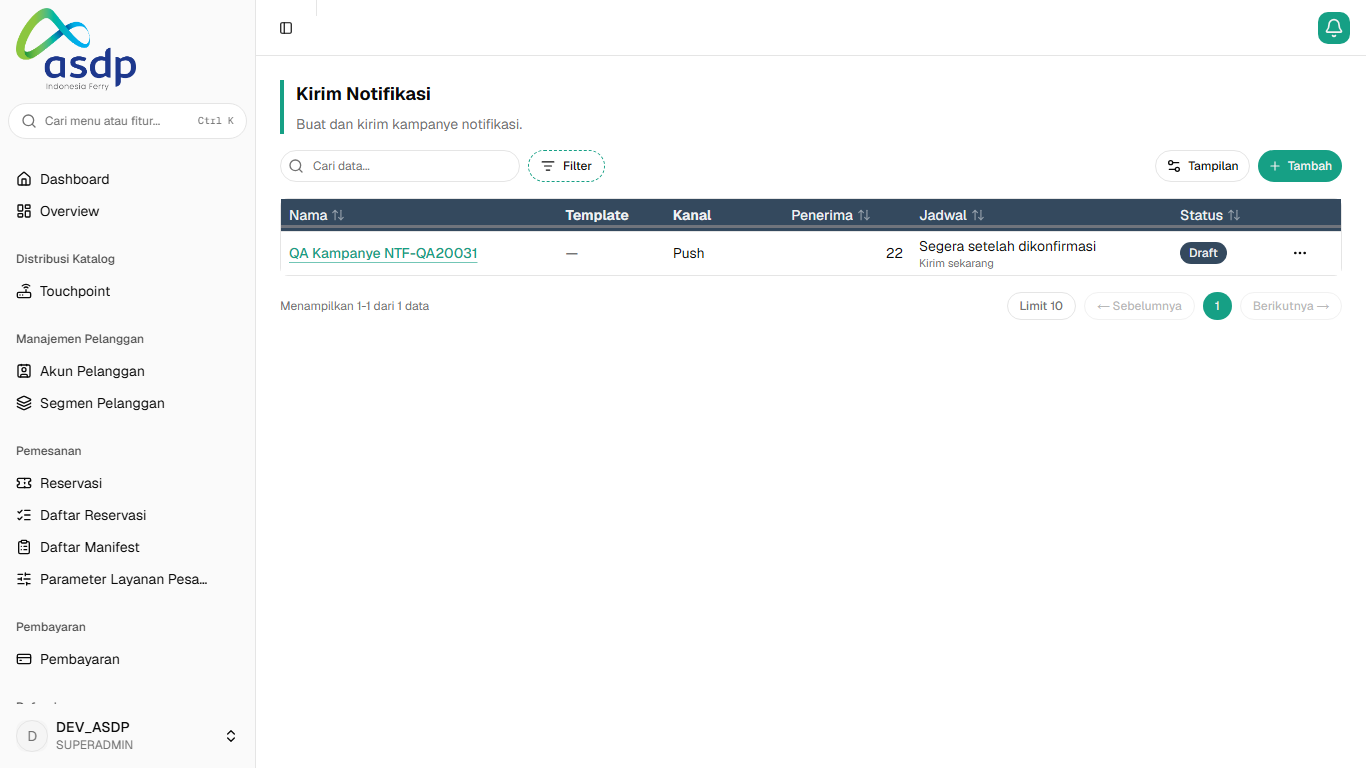 asdp
Indonesia Ferry
Cari menu atau fitur... Ctrl K
Dashboard
Overview
Distribusi Katalog
Touchpoint
Manajemen Pelanggan
Akun Pelanggan
Segmen Pelanggan
Pemesanan
Reservasi
Daftar Reservasi
Daftar Manifest
Parameter Layanan Pesa...
Pembayaran
Pembayaran
D
DEV_ASDP
SUPERADMIN
Kirim Notifikasi
Buat dan kirim kampanye notifikasi.
Cari data...
Filter
Tampilan
+ Tambah
Nama Template Kanal Penerima Jadwal Status
QA Kampanye NTF-QA20031 — Push 22 Segera setelah dikonfirmasi Draft ...
Kirim sekarang
Menampilkan 1-1 dari 1 data
Limit 10
← Sebelumnya
1
Berikutnya →